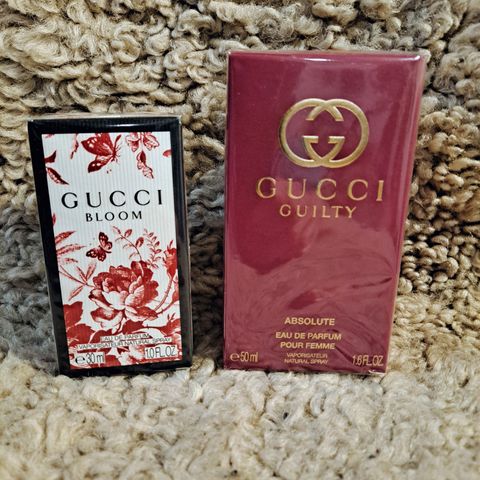 GUCCI
BLOOM
EAU DE PARFUM
VAPORISATEUR NATURAL SPRAY
℮30ml 1.0 FL.OZ
GUCCI
GUILTY
ABSOLUTE
EAU DE PARFUM
POUR FEMME
VAPORISATEUR
NATURAL SPRAY
℮50ml 1.6 FL.OZ